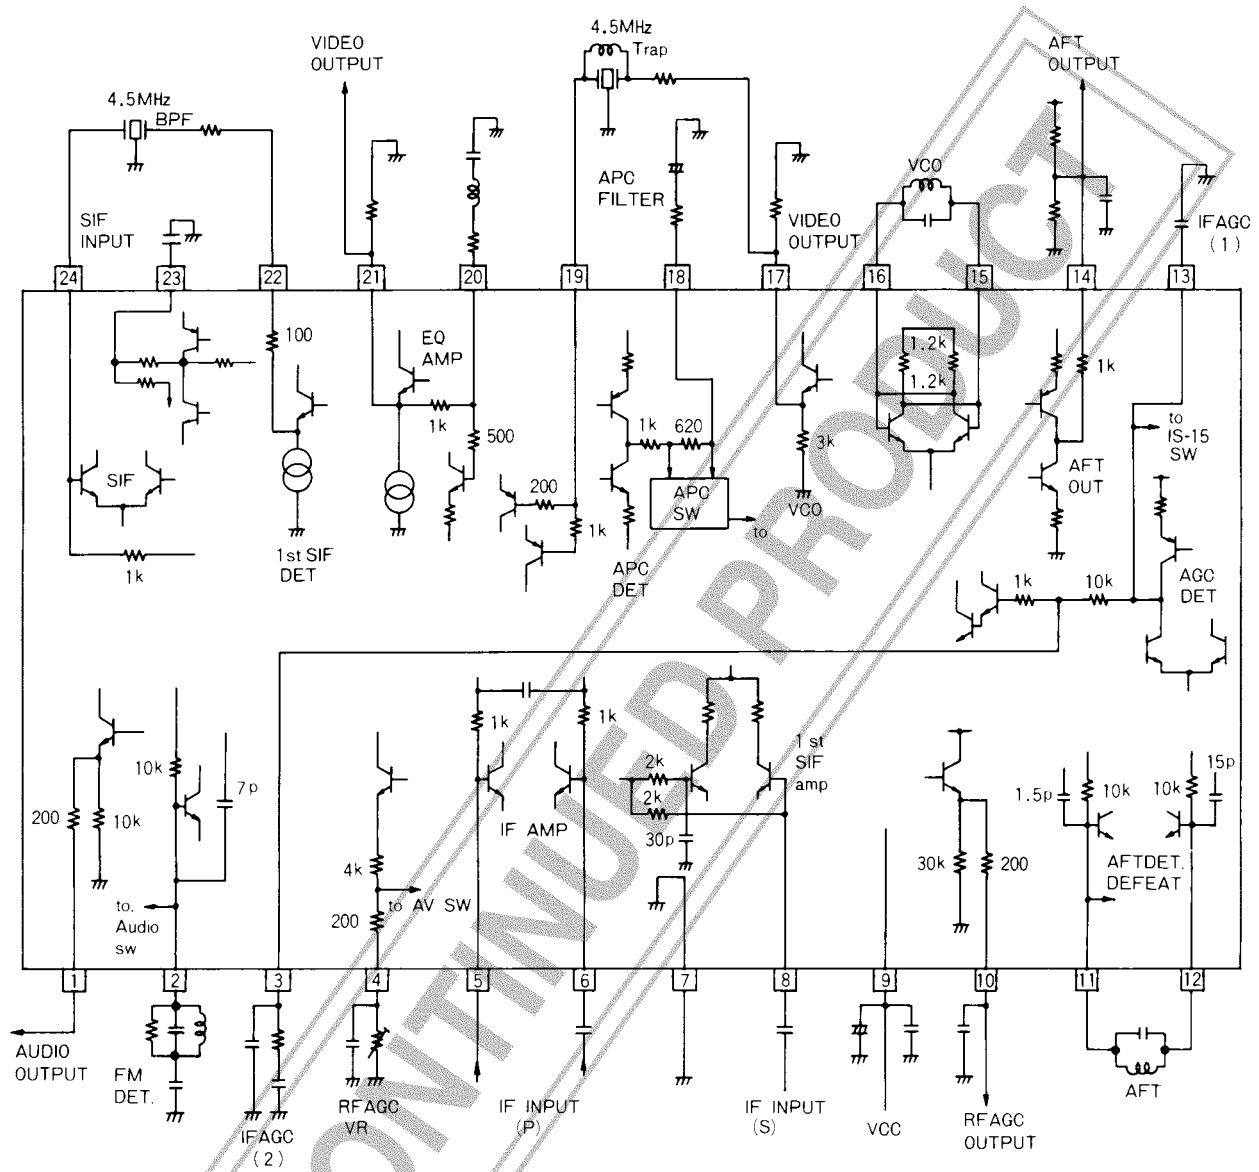 VIDEO
OUTPUT
4.5MHz
Trap
AFT
OUTPUT
4.5MHz
BPF
SIF
INPUT
APC
FILTER
VIDEO
OUTPUT
VCO
IFAGC
(1)
24
23
22
21
20
19
18
17
16
15
14
13
100
EQ
AMP
1k
500
200
1k
1k
620
APC
SW
to
3k
VCO
1.2k
1.2k
1k
to
IS-15
SW
AFT
OUT
SIF
1k
1st SIF
DET
APC
DET
1k
10k
AGC
DET
200
10k
10k
7p
to.
Audio
sw
4k
to AV SW
200
1k
1k
IF AMP
2k
2k
30p
1 st
SIF
amp
30k
200
1.5p
10k
10k
15p
AFTDET.
DEFEAT
1
2
3
4
5
6
7
8
9
10
11
12
AUDIO
OUTPUT
FM
DET.
IFAGC
(2)
RFAGC
VR
IF INPUT
(P)
IF INPUT
(S)
VCC
RFAGC
OUTPUT
AFT
ONTINUED PRODUCT